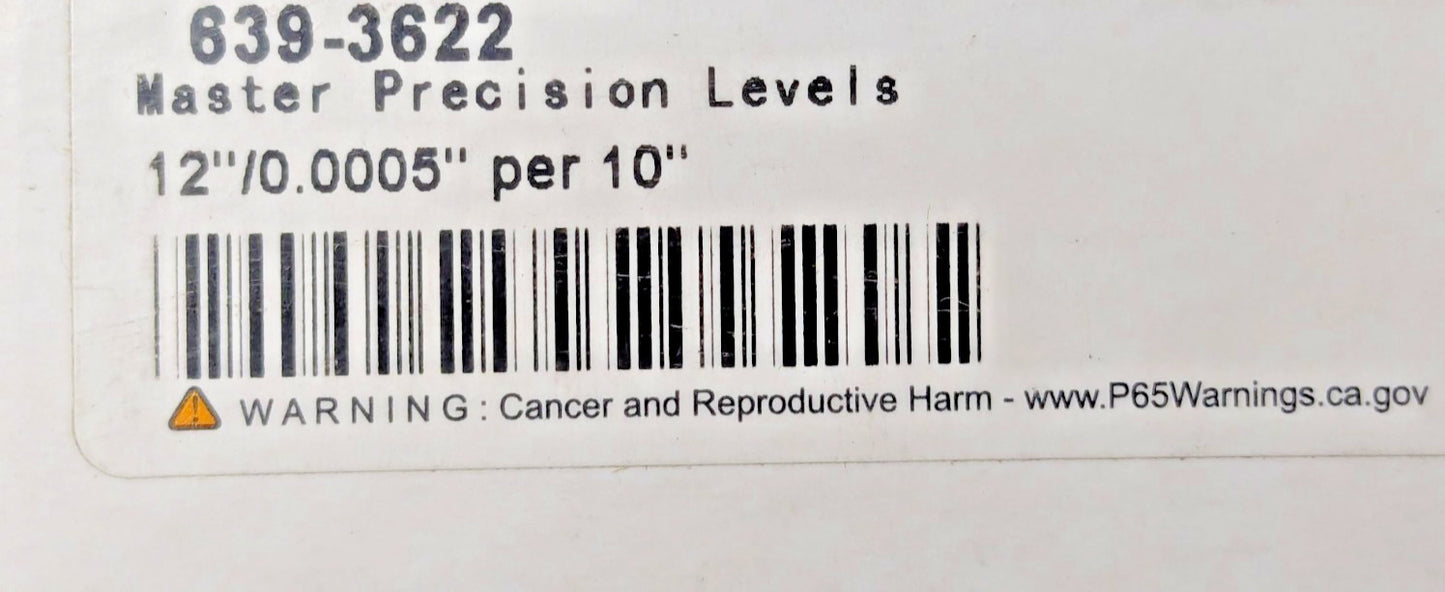 639-3622
Master Precision Levels
12"/0.0005" per 10"
WARNING: Cancer and Reproductive Harm - www.P65Warnings.ca.gov